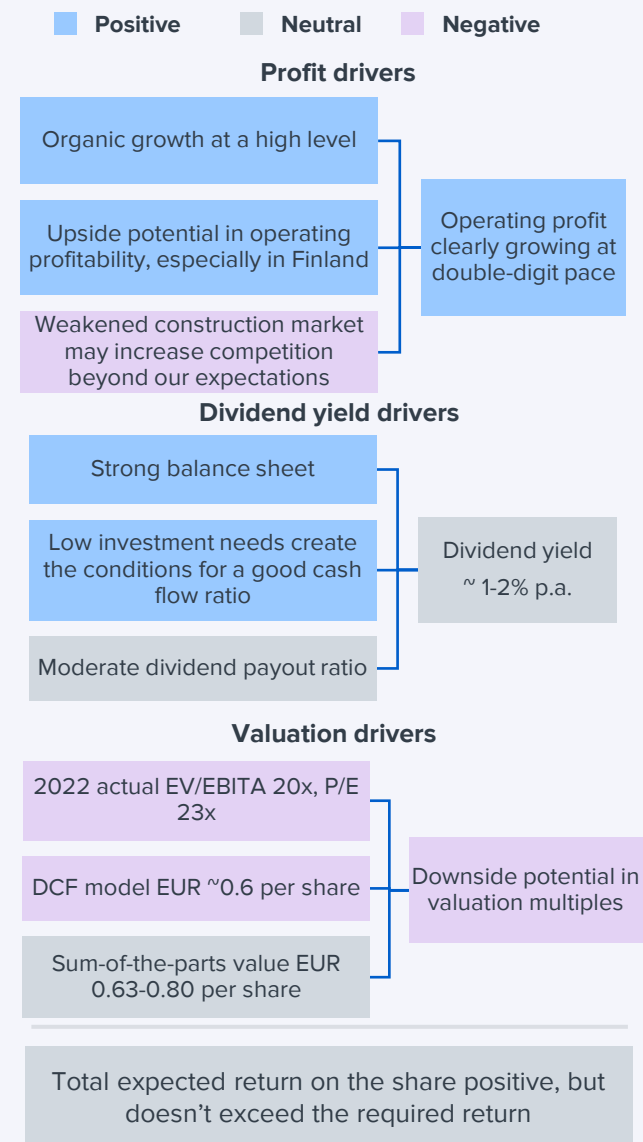 Positive Neutral Negative
Profit drivers
Organic growth at a high level
Upside potential in operating
profitability, especially in Finland
Weakened construction market
may increase competition
beyond our expectations
Operating profit
clearly growing at
double-digit pace
Dividend yield drivers
Strong balance sheet
Low investment needs create
the conditions for a good cash
flow ratio
Moderate dividend payout ratio
Dividend yield
~ 1-2% p.a.
Valuation drivers
2022 actual EV/EBITA 20x, P/E
23x
DCF model EUR ~0.6 per share
Sum-of-the-parts value EUR
0.63-0.80 per share
Downside potential in
valuation multiples
Total expected return on the share positive, but
doesn’t exceed the required return